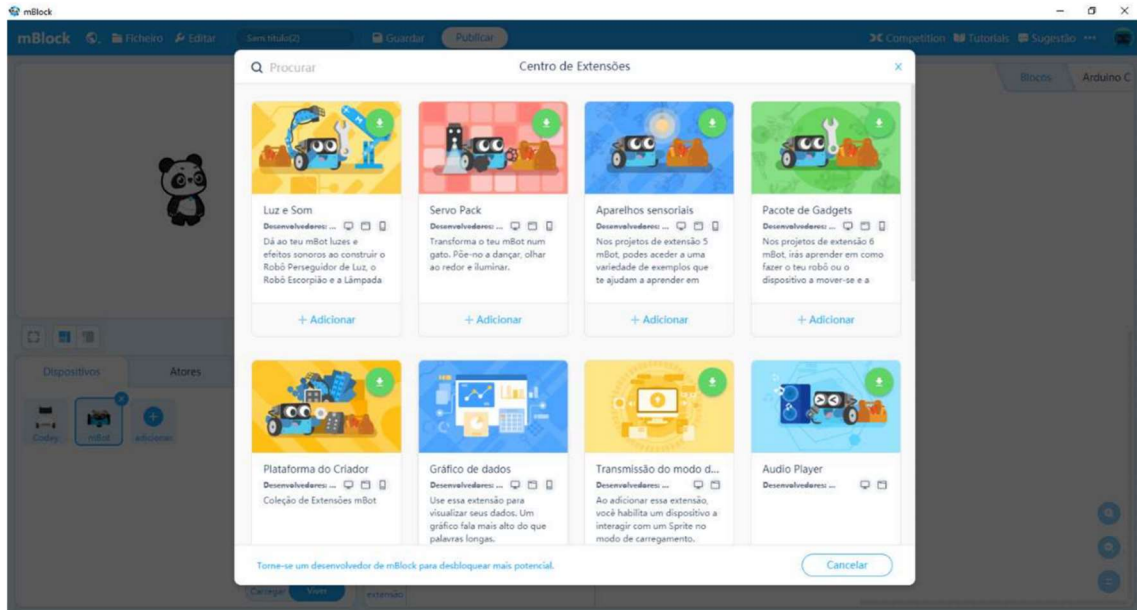 mBlock
mBlock Ficheiro Editar Sem título(2) Guardar Publicar Competition Tutorials Sugestão
Procurar
Centro de Extensões
Blocos Arduino C
Luz e Som
Desenvolvedores: ...
Dá ao teu mBot luzes e
efeitos sonoros ao construir o
Robô Perseguidor de Luz, o
Robô Escorpião e a Lâmpada
+ Adicionar
Servo Pack
Desenvolvedores: ...
Transforma o teu mBot num
gato. Põe-no a dançar, olhar
ao redor e iluminar.
+ Adicionar
Aparelhos sensoriais
Desenvolvedores: ...
Nos projetos de extensão 5
mBot, podes aceder a uma
variedade de exemplos que
te ajudam a aprender em
+ Adicionar
Pacote de Gadgets
Desenvolvedores: ...
Nos projetos de extensão 6
mBot, irás aprender em como
fazer o teu robô ou o
dispositivo a mover-se e a
+ Adicionar
Dispositivos Atores
Codey mBot adicionar
Plataforma do Criador
Desenvolvedores: ...
Coleção de Extensões mBot
Gráfico de dados
Desenvolvedores: ...
Use essa extensão para
visualizar seus dados. Um
gráfico fala mais alto do que
palavras longas.
Transmissão do modo d...
Desenvolvedores: ...
Ao adicionar essa extensão,
você habilita um dispositivo a
interagir com um Sprite no
modo de carregamento.
Audio Player
Desenvolvedores: ...
Torne-se um desenvolvedor de mBlock para desbloquear mais potencial.
Cancelar
Carregar Viver extensão